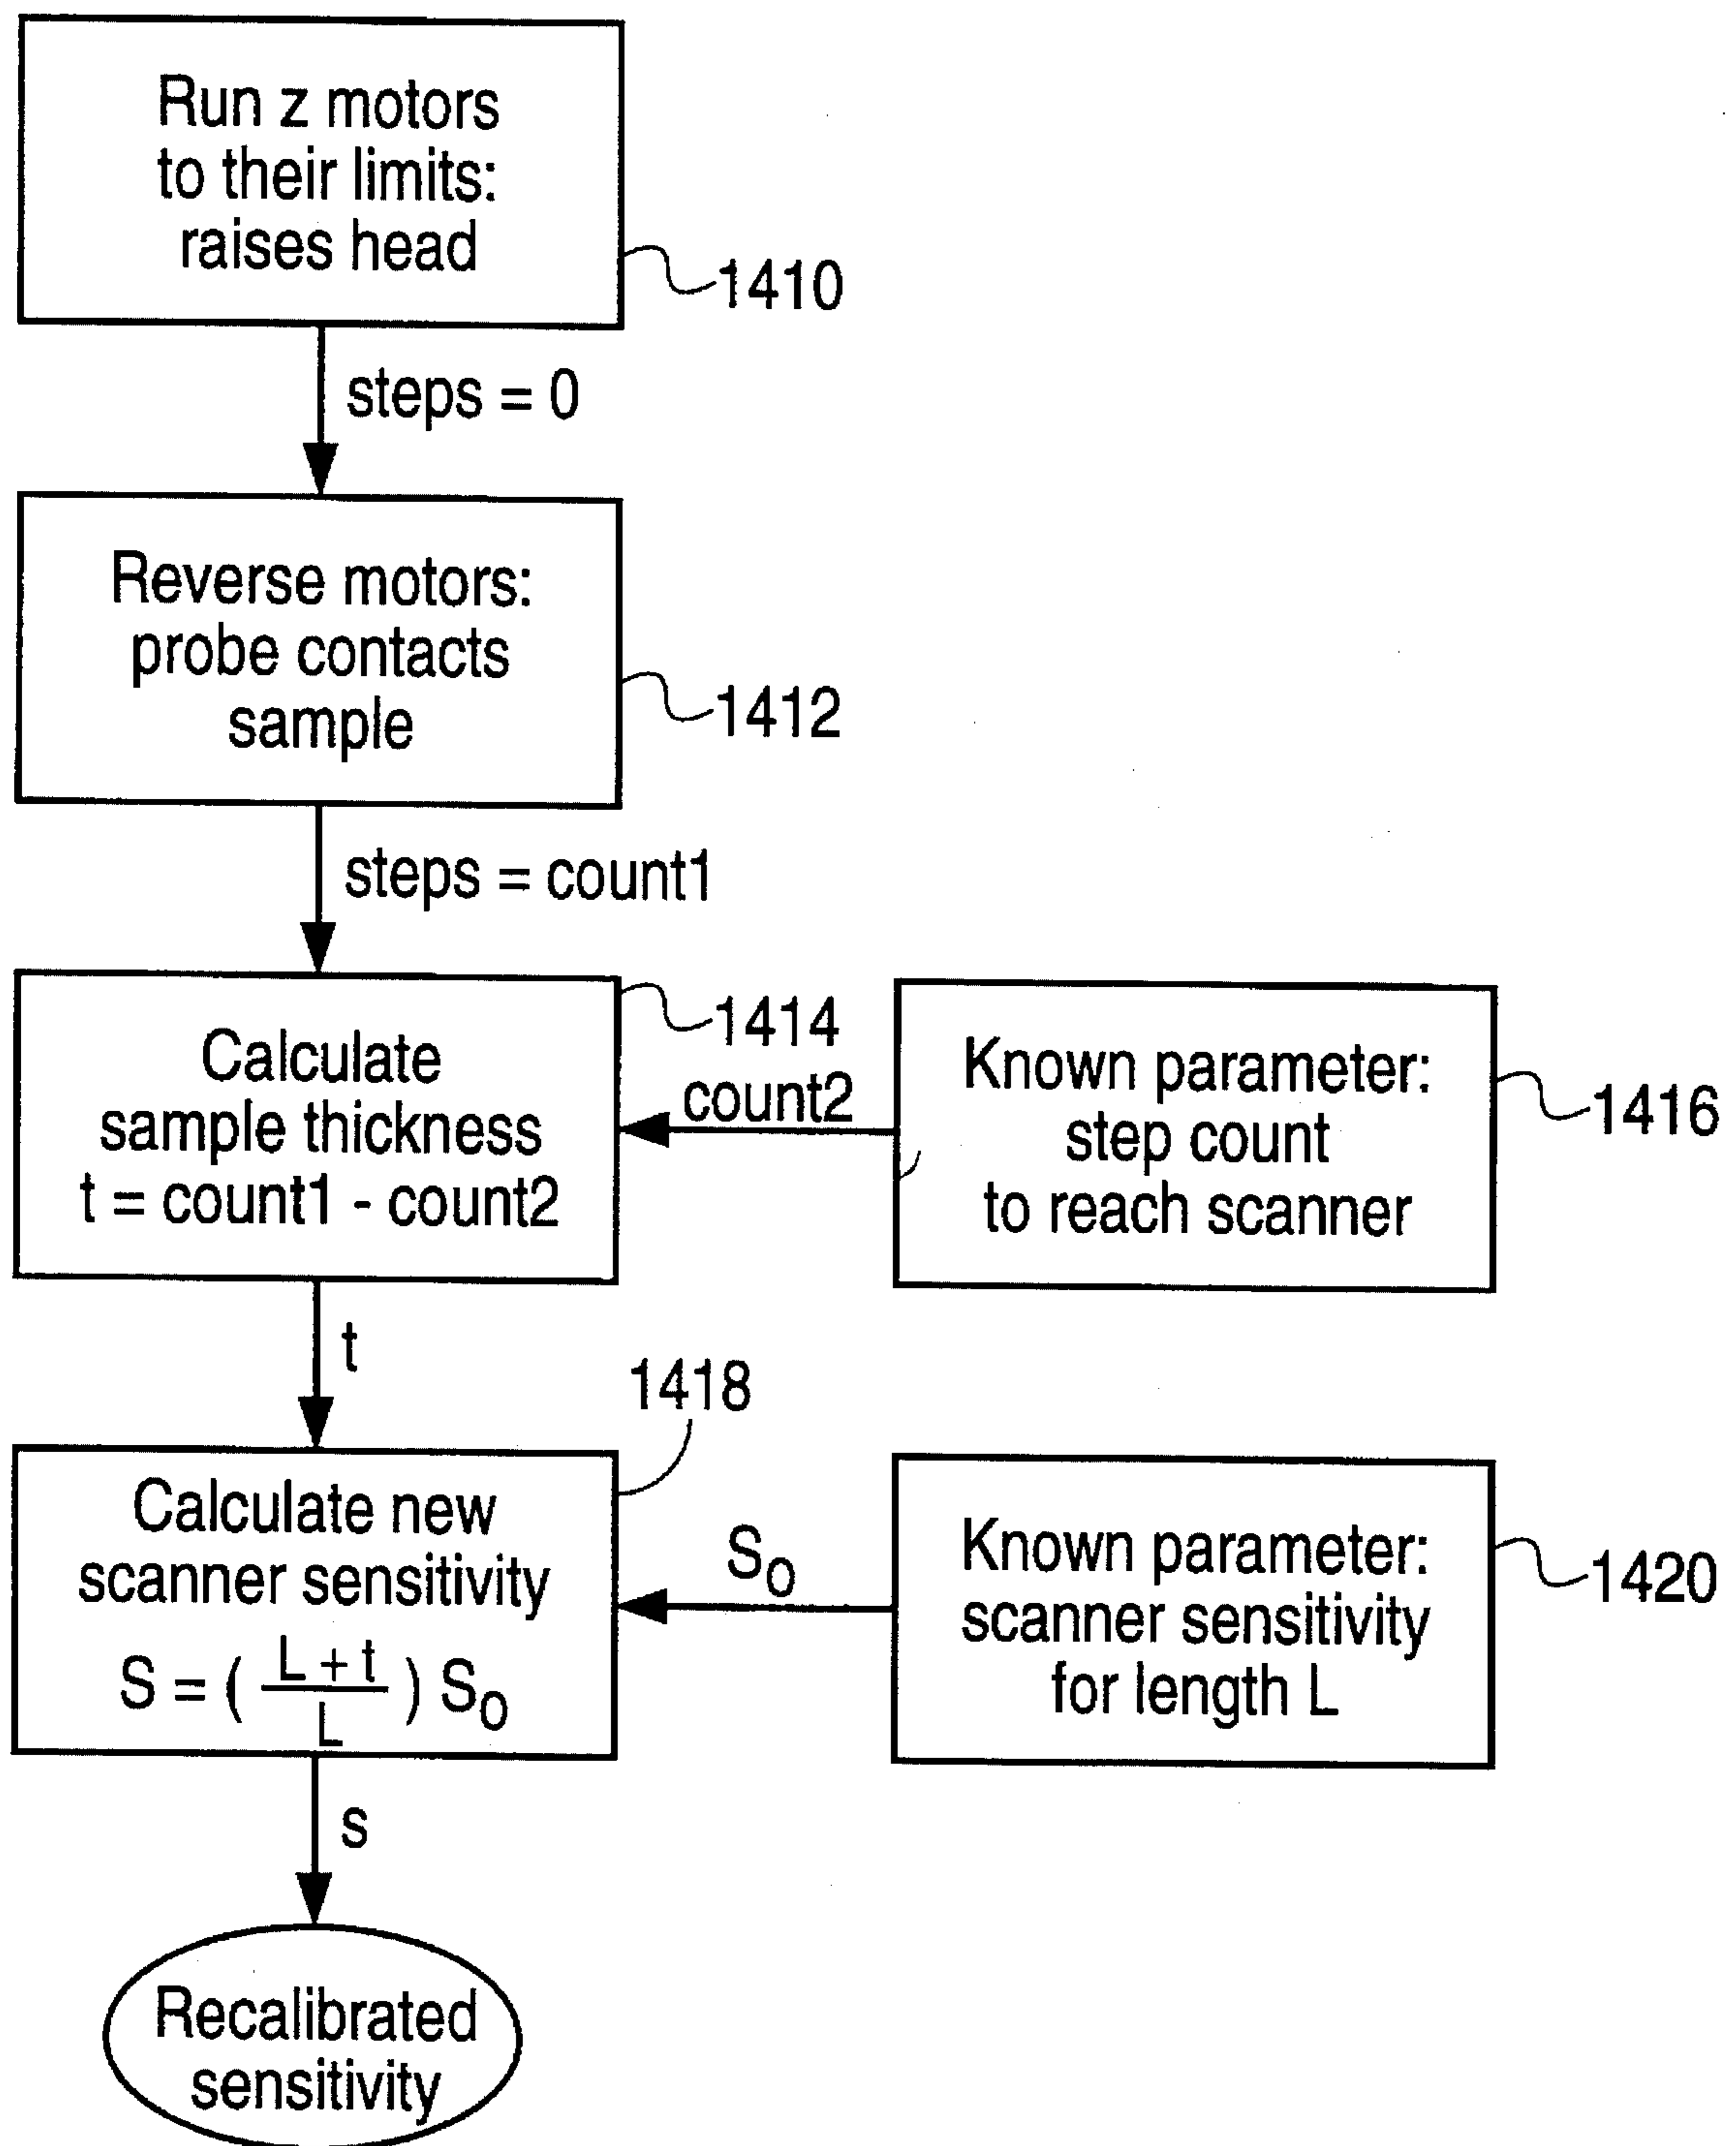 Run z motors
to their limits:
raises head
1410
steps = 0
Reverse motors:
probe contacts
sample
1412
steps = count1
Calculate
sample thickness
t = count1 - count2
1414
count2
Known parameter:
step count
to reach scanner
1416
t
1418
Calculate new
scanner sensitivity
S = ( L + t / L ) So
So
Known parameter:
scanner sensitivity
for length L
1420
s
Recalibrated
sensitivity